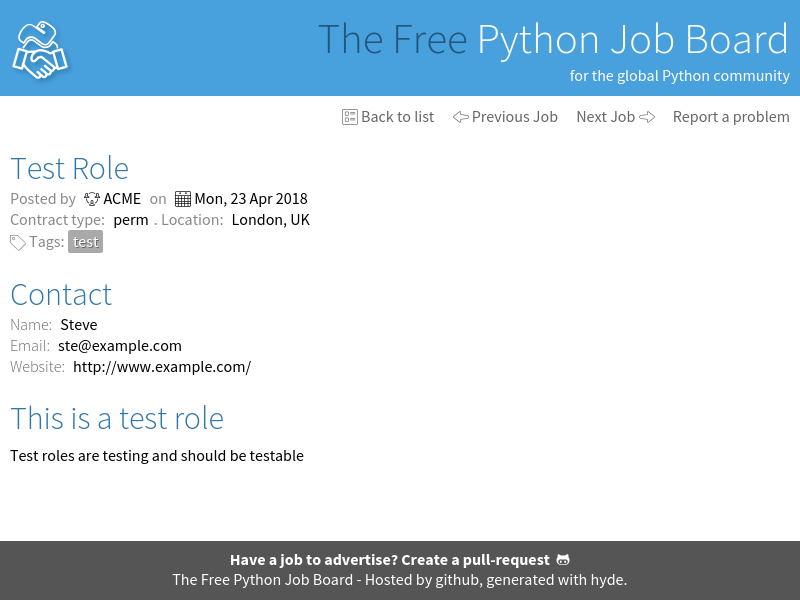 The Free Python Job Board
for the global Python community
Back to list Previous Job Next Job Report a problem
Test Role
Posted by ACME on Mon, 23 Apr 2018
Contract type: perm . Location: London, UK
Tags: test
Contact
Name: Steve
Email: ste@example.com
Website: http://www.example.com/
This is a test role
Test roles are testing and should be testable
Have a job to advertise? Create a pull-request
The Free Python Job Board - Hosted by github, generated with hyde.